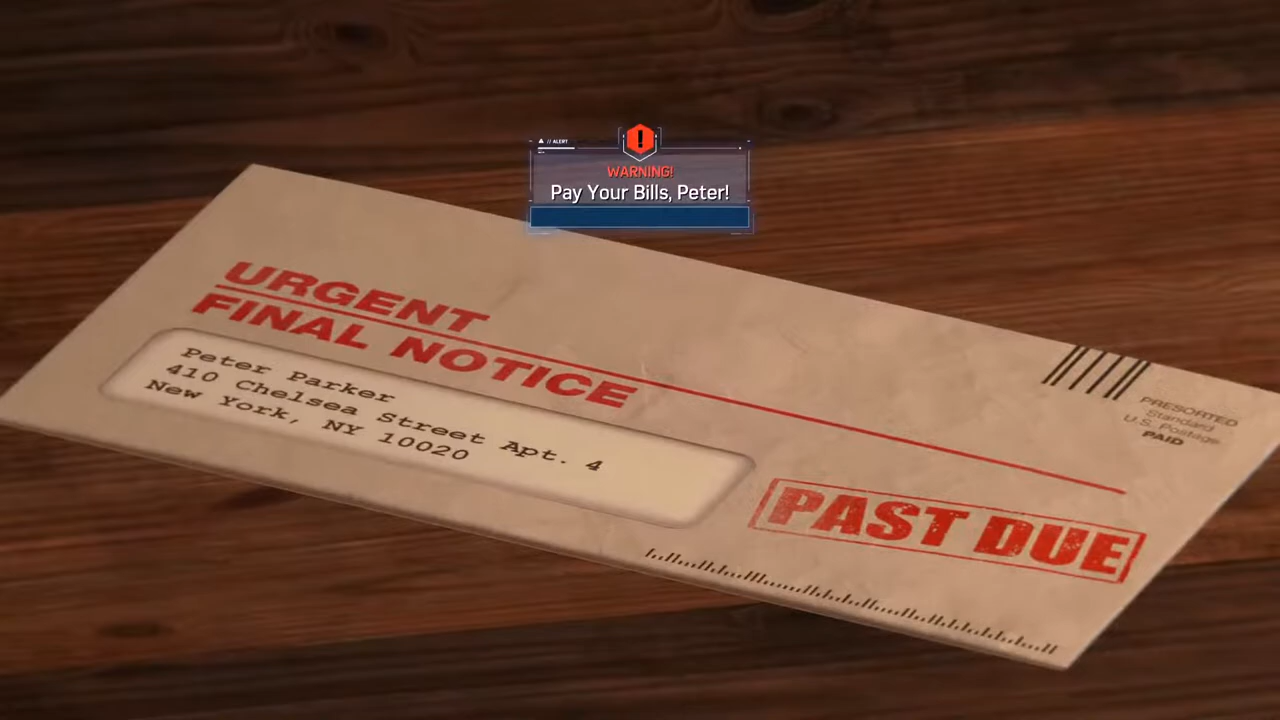 // ALERT
WARNING!
Pay Your Bills, Peter!
URGENT
FINAL NOTICE
Peter Parker
410 Chelsea Street Apt. 4
New York, NY 10020
PRESORTED
Standard
U.S. Postage
PAID
PAST DUE